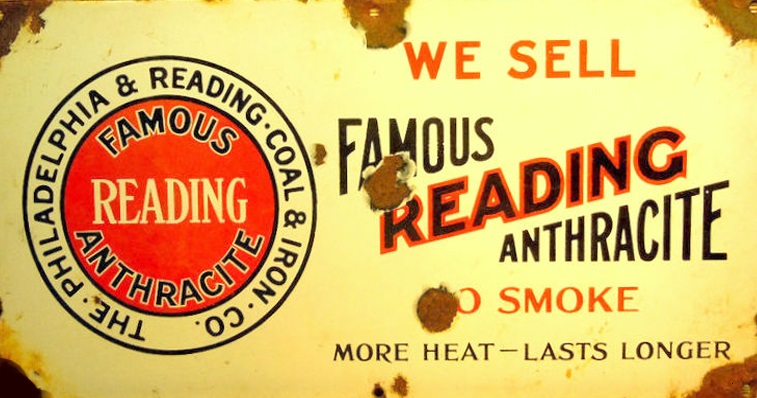 THE · PHILADELPHIA & READING · COAL & IRON · CO.
FAMOUS
READING
ANTHRACITE
WE SELL
FAMOUS
READING
ANTHRACITE
NO SMOKE
MORE HEAT—LASTS LONGER